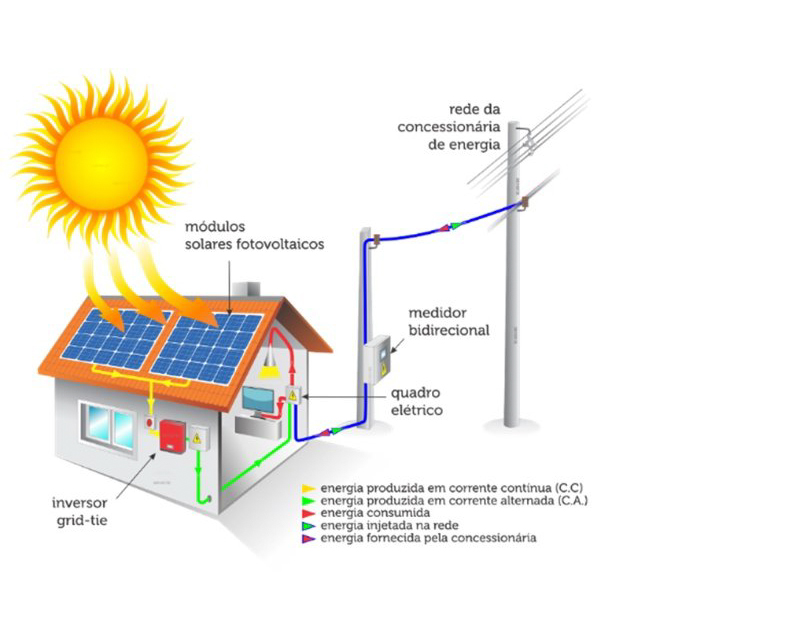 rede da
concessionária
de energia
módulos
solares fotovoltaicos
medidor
bidirecional
quadro
elétrico
inversor
grid-tie
energia produzida em corrente contínua (C.C)
energia produzida em corrente alternada (C.A.)
energia consumida
energia injetada na rede
energia fornecida pela concessionária